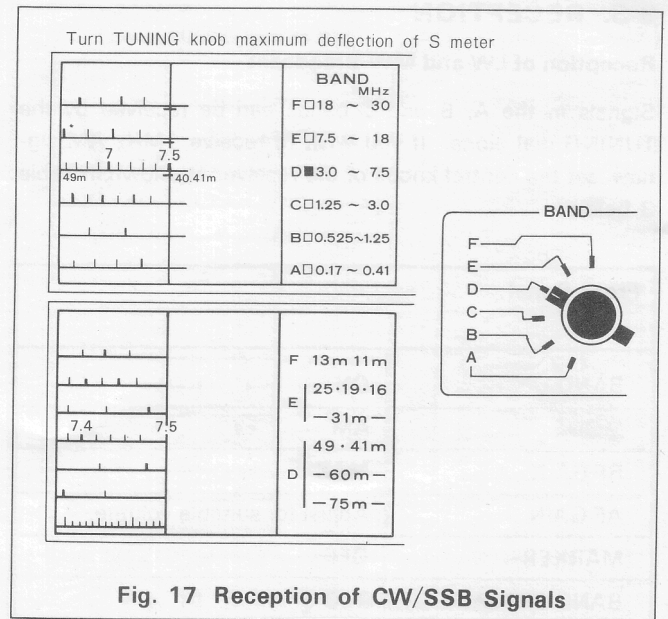 Turn TUNING knob maximum deflection of S meter
BAND
MHz
F□18 ~ 30
E□7.5 ~ 18
7 7.5
D■3.0 ~ 7.5
49m 40.41m
C□1.25 ~ 3.0
B□0.525~1.25
A□0.17 ~ 0.41
BAND
F
E
D
C
B
A
F 13m 11m
25·19·16
E
—31m—
7.4 7.5
49·41m
D —60m—
—75m—
Fig. 17 Reception of CW/SSB Signals